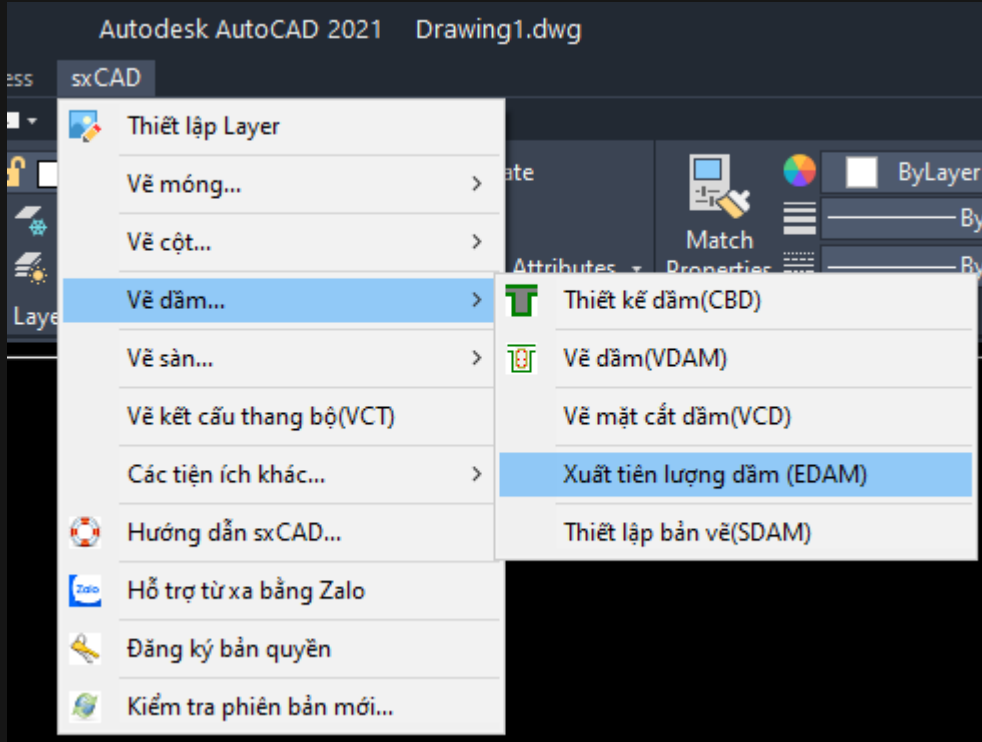 Autodesk AutoCAD 2021 Drawing1.dwg
ess sxCAD
Thiết lập Layer
Vẽ móng...
Vẽ cột...
Vẽ dầm...
Vẽ sàn...
Vẽ kết cấu thang bộ(VCT)
Các tiện ích khác...
Hướng dẫn sxCAD...
Zalo
Hỗ trợ từ xa bằng Zalo
Đăng ký bản quyền
Kiểm tra phiên bản mới...
Thiết kế dầm(CBD)
Vẽ dầm(VDAM)
Vẽ mặt cắt dầm(VCD)
Xuất tiên lượng dầm (EDAM)
Thiết lập bản vẽ(SDAM)
ate
Attributes
Match
Properties
ByLayer
By
By
Laye